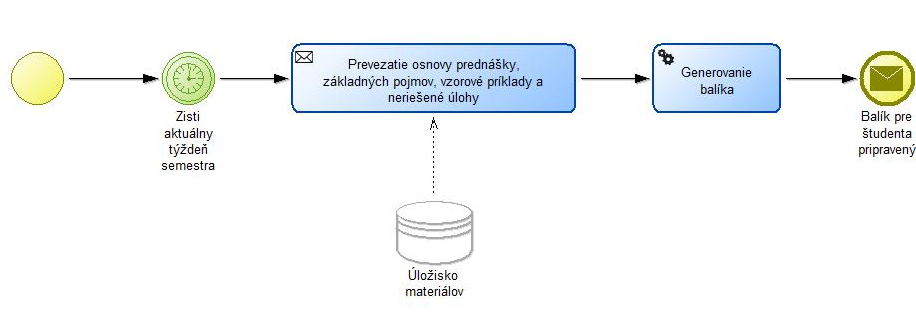 Zisti
aktuálny
týždeň
semestra
Prevezatie osnovy prednášky,
základných pojmov, vzorové príklady a
neriešené úlohy
Generovanie
balíka
Balík pre
študenta
pripravený
Úložisko
materiálov